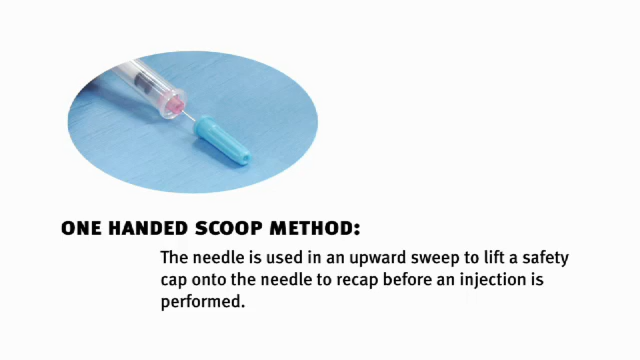 ONE HANDED SCOOP METHOD:
The needle is used in an upward sweep to lift a safety
cap onto the needle to recap before an injection is
performed.